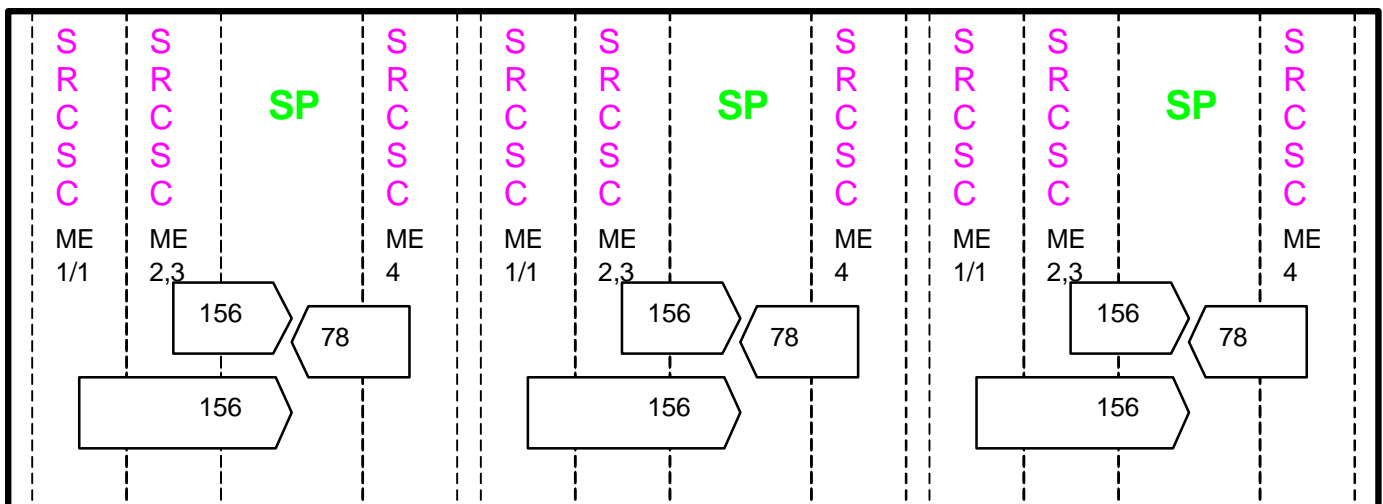 S S S S S S S S S
R R R R R R R R R
C C SP C C C SP C C C SP C
S S S S S S S S S
C C C C C C C C C
ME ME ME ME ME ME ME ME ME
1/1 2,3 4 1/1 2,3 4 1/1 2,3 4
156 156 156
78 78 78
156 156 156